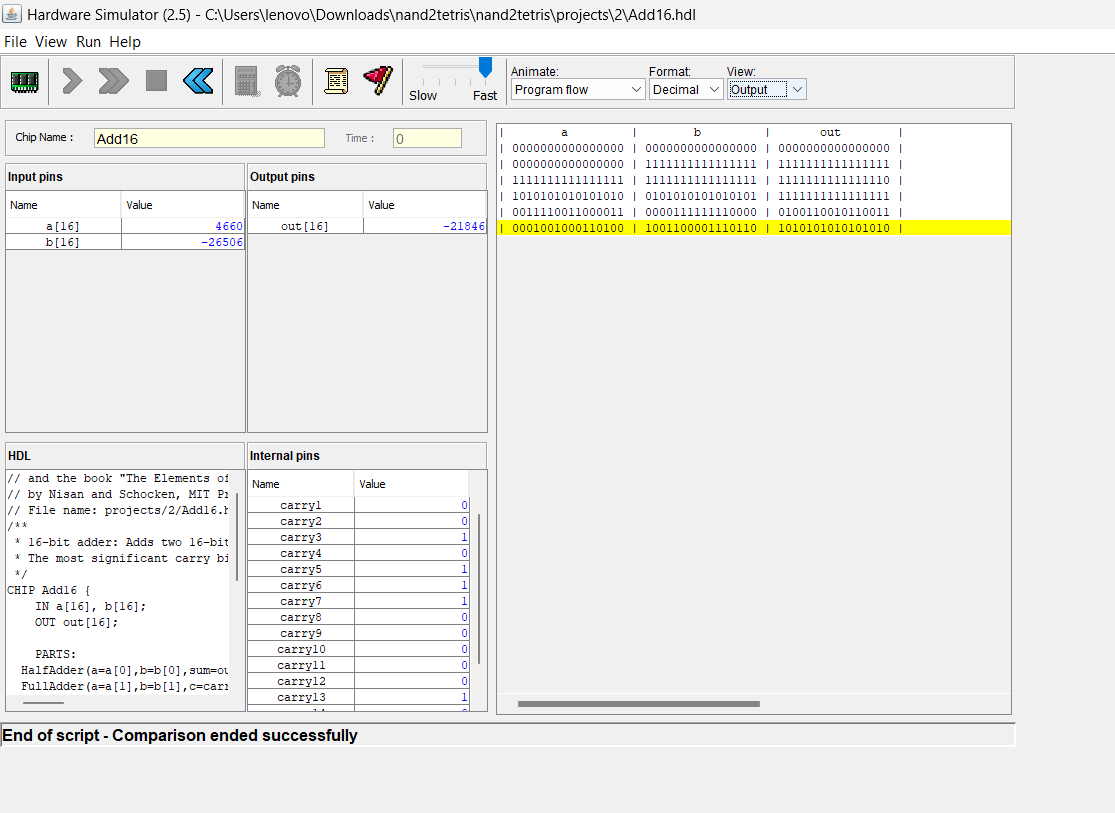 Hardware Simulator (2.5) - C:\Users\lenovo\Downloads\nand2tetris\nand2tetris\projects\2\Add16.hdl
File View Run Help
Slow Fast
Animate: Format: View:
Program flow Decimal Output
Chip Name : Add16 Time : 0
Input pins
Name Value
a[16] 4660
b[16] -26506
Output pins
Name Value
out[16] -21846
| a | b | out |
| 0000000000000000 | 0000000000000000 | 0000000000000000 |
| 0000000000000000 | 1111111111111111 | 1111111111111111 |
| 1111111111111111 | 1111111111111111 | 1111111111111110 |
| 1010101010101010 | 0101010101010101 | 1111111111111111 |
| 0011110011000011 | 0000111111110000 | 0100110010110011 |
| 0001001000110100 | 1001100001110110 | 1010101010101010 |
HDL
// and the book "The Elements of
// by Nisan and Schocken, MIT Pr
// File name: projects/2/Add16.h
/**
* 16-bit adder: Adds two 16-bit
* The most significant carry bi
*/
CHIP Add16 {
IN a[16], b[16];
OUT out[16];
PARTS:
HalfAdder(a=a[0],b=b[0],sum=ou
FullAdder(a=a[1],b=b[1],c=carr
Internal pins
Name Value
carry1 0
carry2 0
carry3 1
carry4 0
carry5 1
carry6 1
carry7 1
carry8 0
carry9 0
carry10 0
carry11 0
carry12 0
carry13 1
End of script - Comparison ended successfully